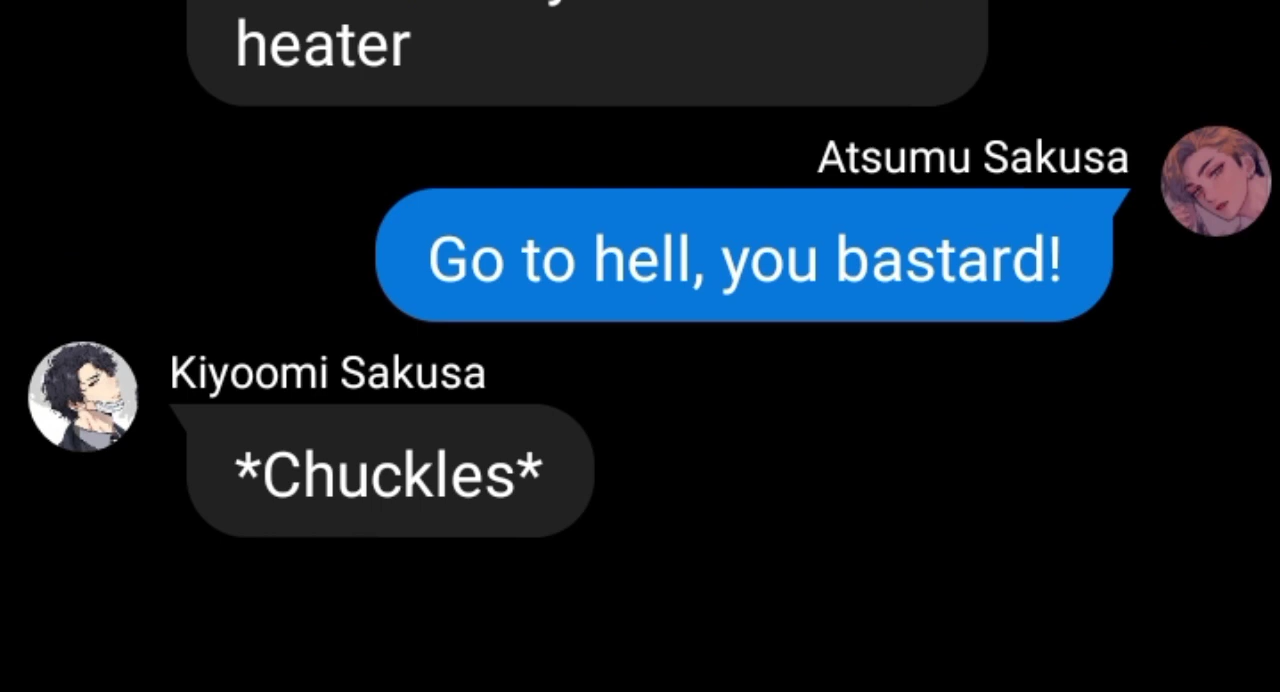 heater
Atsumu Sakusa
Go to hell, you bastard!
Kiyoomi Sakusa
*Chuckles*